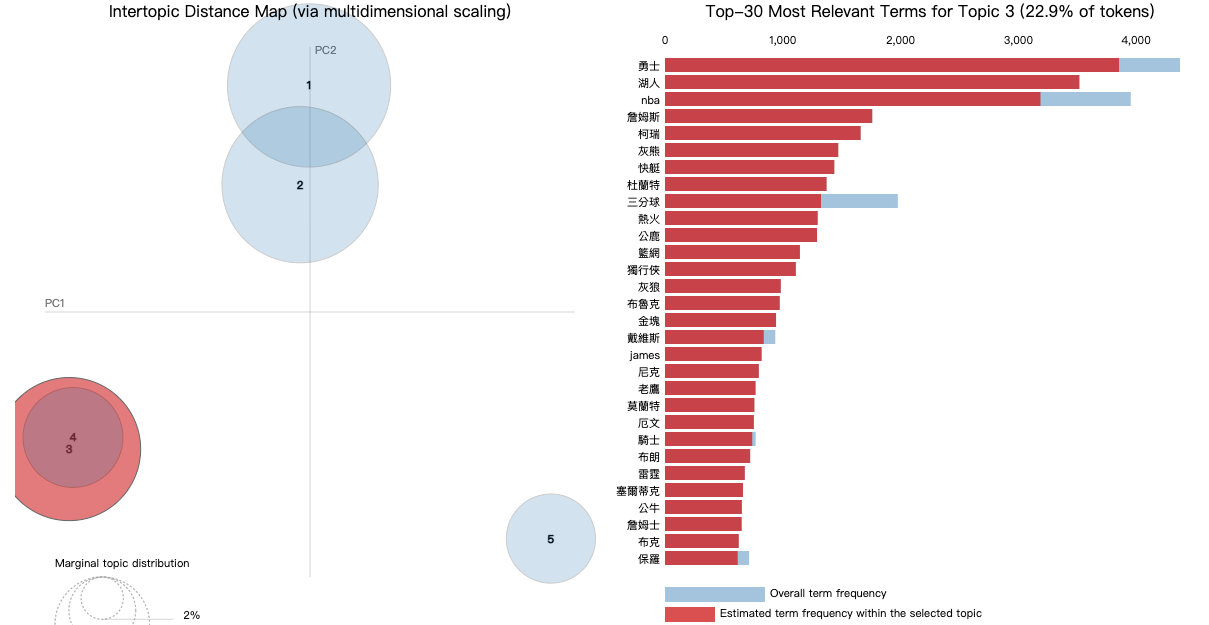 Intertopic Distance Map (via multidimensional scaling)
PC2
1
2
PC1
4
3
5
Marginal topic distribution
2%
Top-30 Most Relevant Terms for Topic 3 (22.9% of tokens)
0 1,000 2,000 3,000 4,000
勇士
湖人
nba
詹姆斯
柯瑞
灰熊
快艇
杜蘭特
三分球
熱火
公鹿
籃網
獨行俠
灰狼
布魯克
金塊
戴維斯
james
尼克
老鷹
莫蘭特
厄文
騎士
布朗
雷霆
塞爾蒂克
公牛
詹姆士
布克
保羅
Overall term frequency
Estimated term frequency within the selected topic